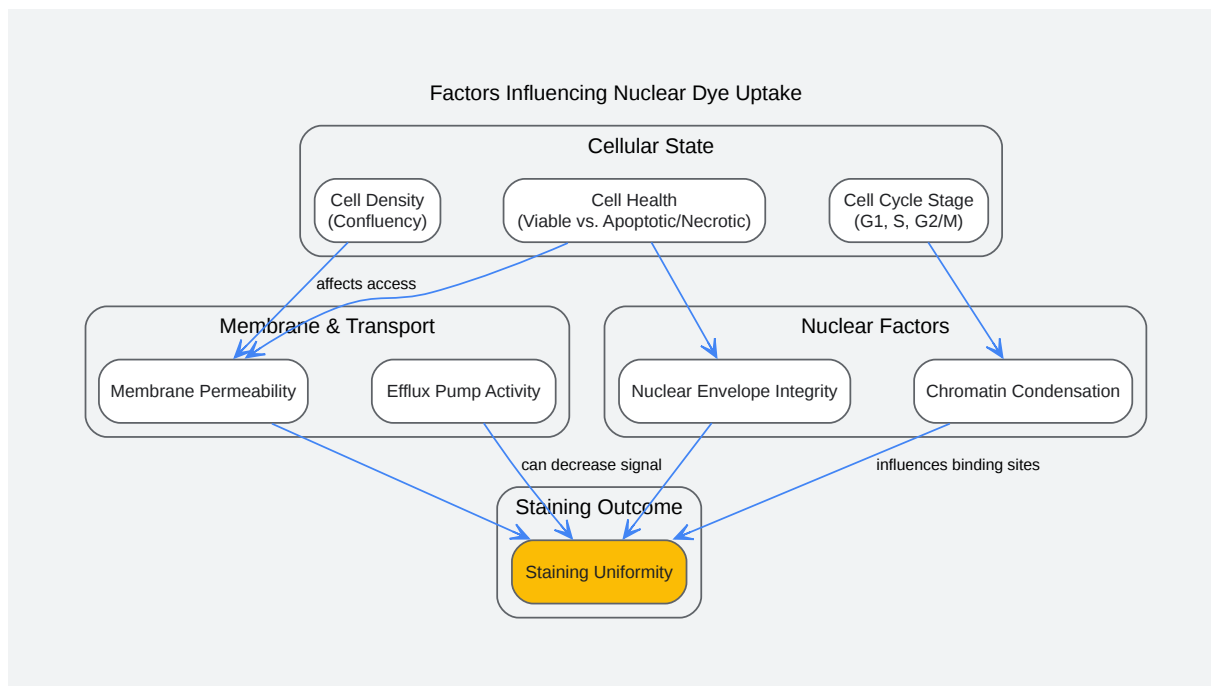 Factors Influencing Nuclear Dye Uptake
Cellular State
Cell Density
(Confluency)
Cell Health
(Viable vs. Apoptotic/Necrotic)
Cell Cycle Stage
(G1, S, G2/M)
affects access
Membrane & Transport
Nuclear Factors
Membrane Permeability
Efflux Pump Activity
Nuclear Envelope Integrity
Chromatin Condensation
can decrease signal
influences binding sites
Staining Outcome
Staining Uniformity